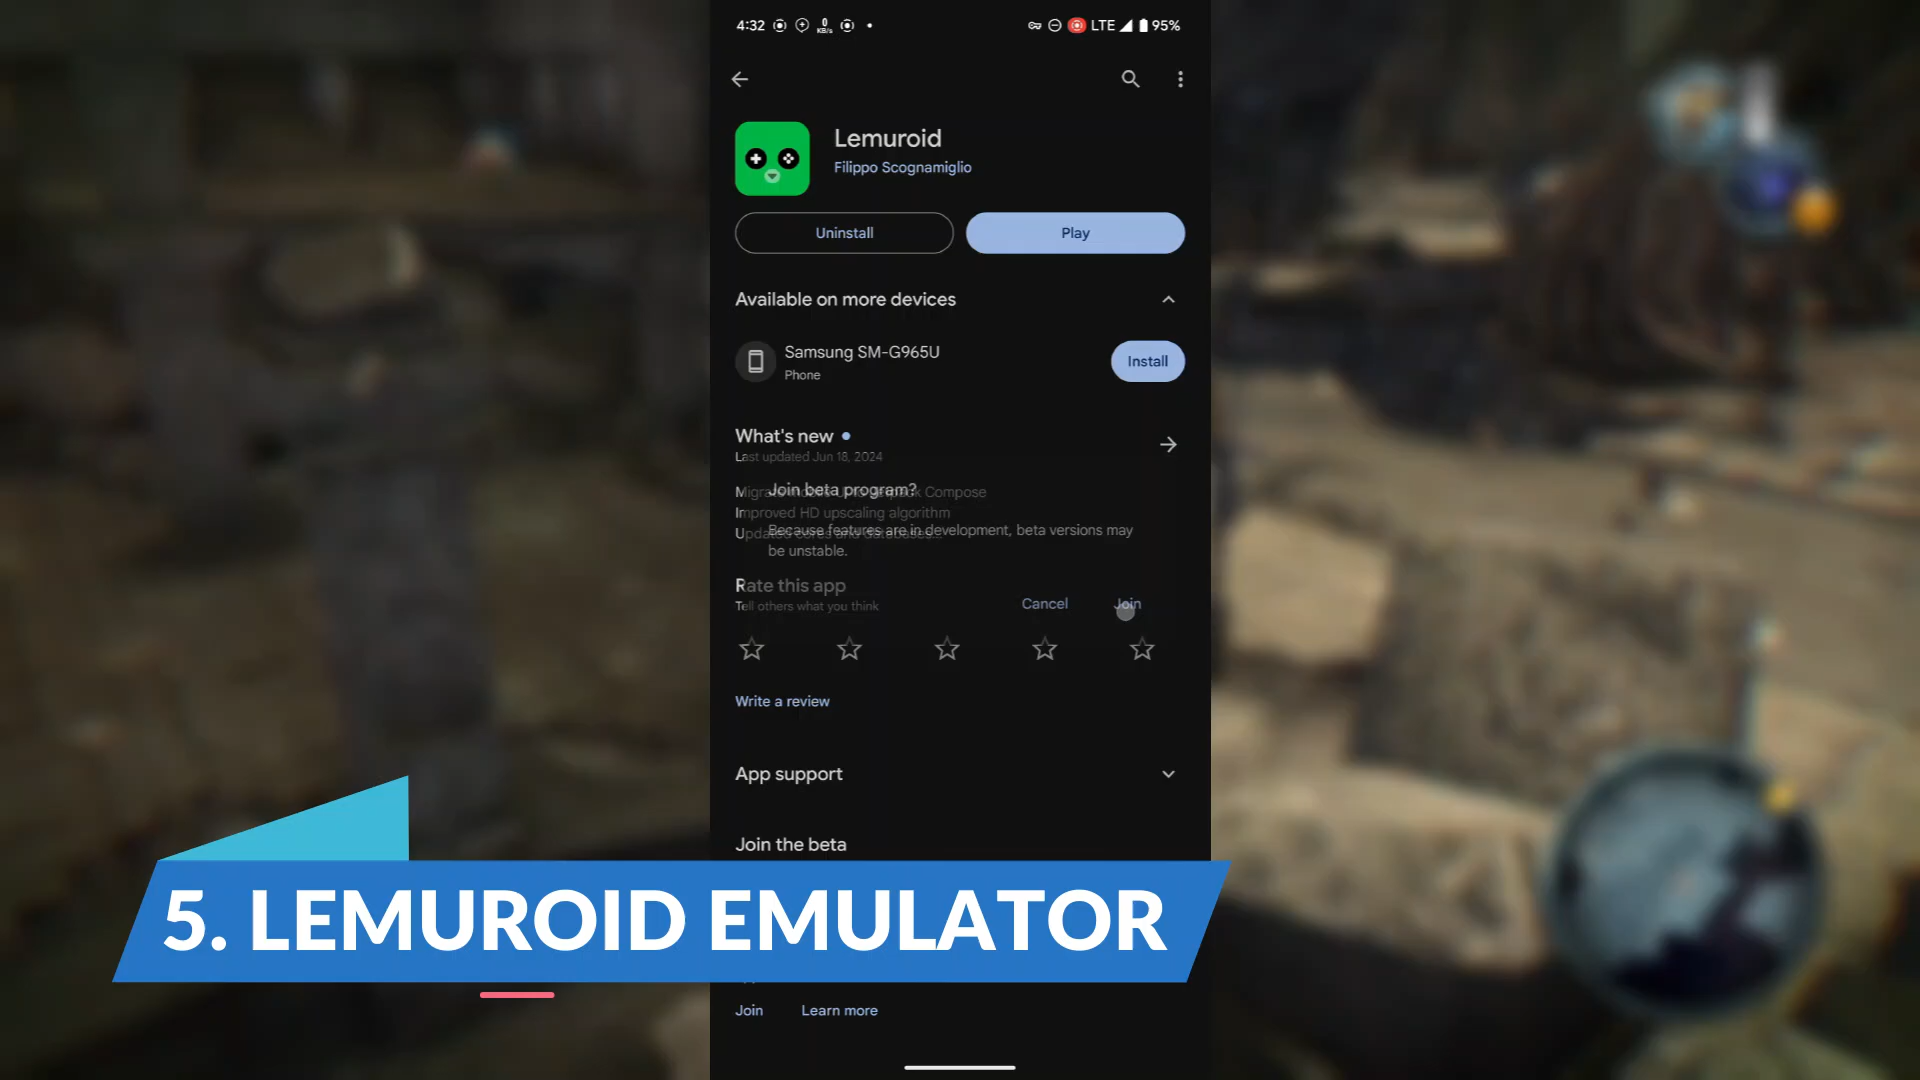 4:32
0
KB/s
LTE
95%
Lemuroid
Filippo Scognamiglio
Uninstall
Play
Available on more devices
Samsung SM-G965U
Phone
Install
What's new
Last updated Jun 18, 2024
Join beta program?
Improved HD upscaling algorithm
Because features are in development, beta versions may
be unstable.
Rate this app
Tell others what you think
Cancel
Join
Write a review
App support
Join the beta
5. LEMUROID EMULATOR
Join
Learn more